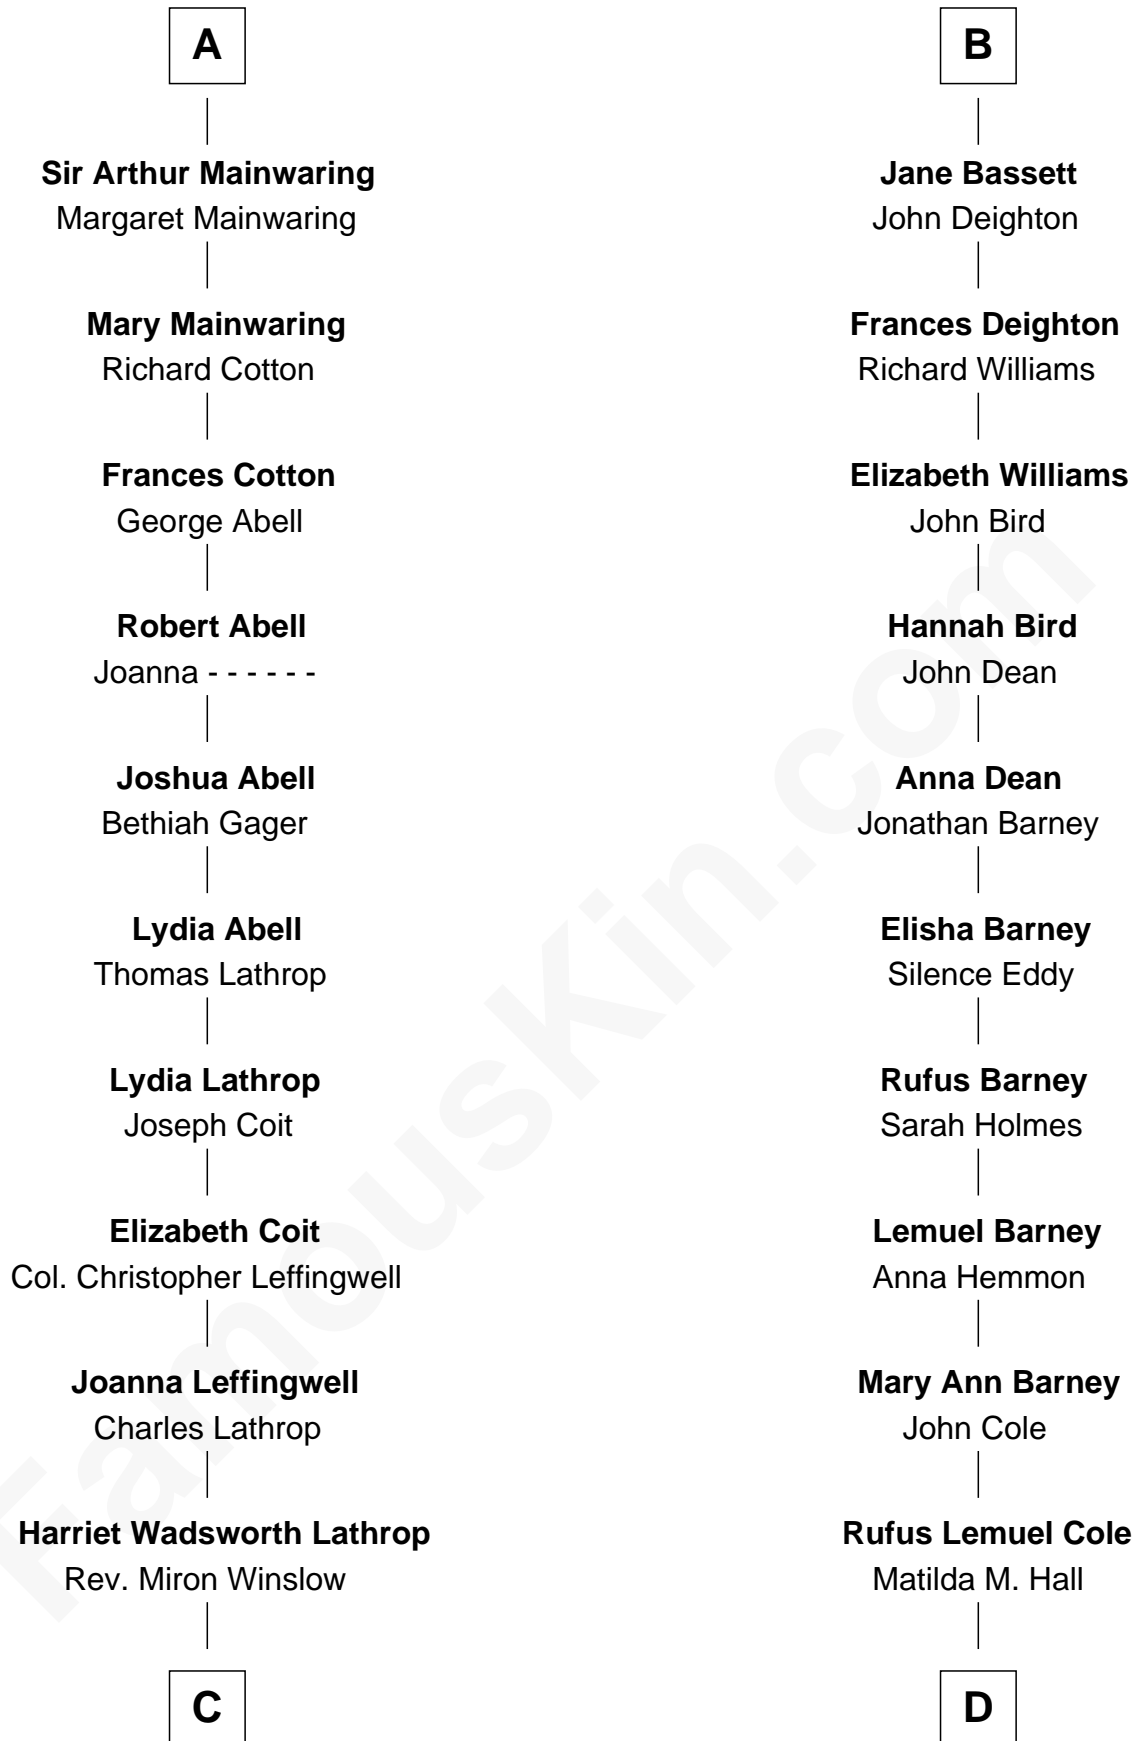 A
Sir Arthur Mainwaring
Margaret Mainwaring
Mary Mainwaring
Richard Cotton
Frances Cotton
George Abell
Robert Abell
Joanna - - - - - -
Joshua Abell
Bethiah Gager
Lydia Abell
Thomas Lathrop
Lydia Lathrop
Joseph Coit
Elizabeth Coit
Col. Christopher Leffingwell
Joanna Leffingwell
Charles Lathrop
Harriet Wadsworth Lathrop
Rev. Miron Winslow
C
B
Jane Bassett
John Deighton
Frances Deighton
Richard Williams
Elizabeth Williams
John Bird
Hannah Bird
John Dean
Anna Dean
Jonathan Barney
Elisha Barney
Silence Eddy
Rufus Barney
Sarah Holmes
Lemuel Barney
Anna Hemmon
Mary Ann Barney
John Cole
Rufus Lemuel Cole
Matilda M. Hall
D
FamousKin.com